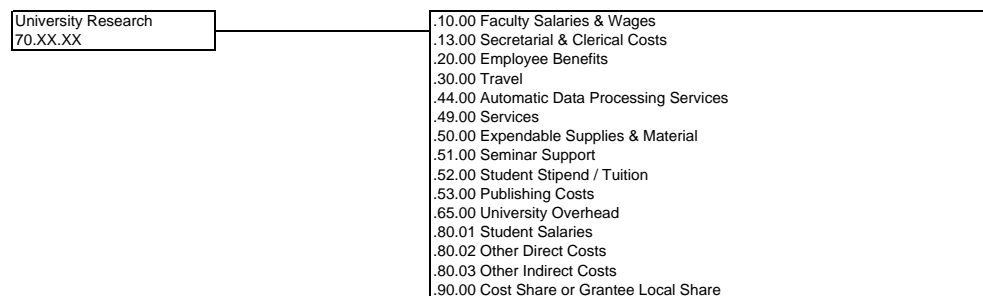 University Research
70.XX.XX
.10.00 Faculty Salaries & Wages
.13.00 Secretarial & Clerical Costs
.20.00 Employee Benefits
.30.00 Travel
.44.00 Automatic Data Processing Services
.49.00 Services
.50.00 Expendable Supplies & Material
.51.00 Seminar Support
.52.00 Student Stipend / Tuition
.53.00 Publishing Costs
.65.00 University Overhead
.80.01 Student Salaries
.80.02 Other Direct Costs
.80.03 Other Indirect Costs
.90.00 Cost Share or Grantee Local Share